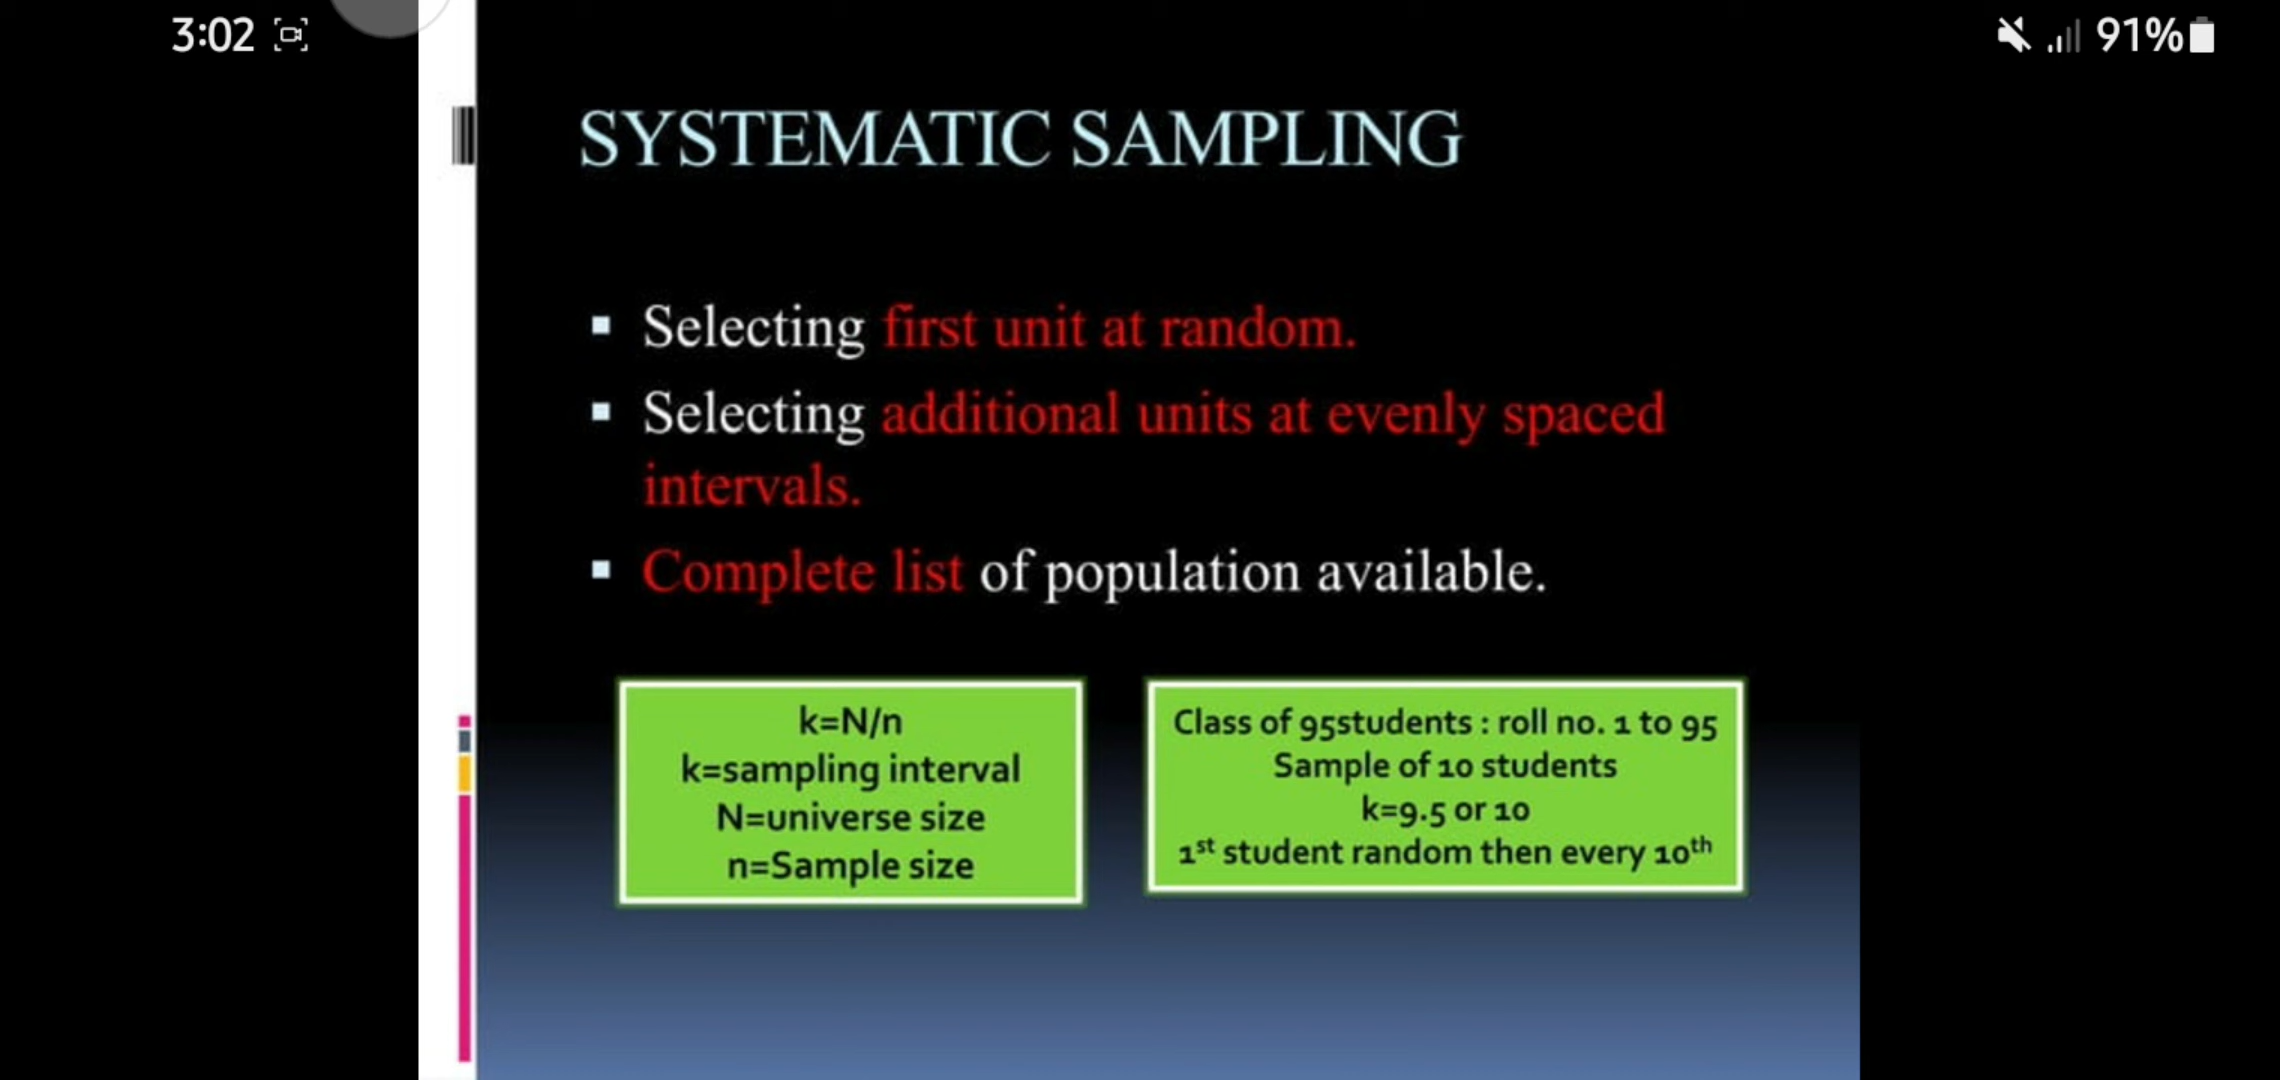 3:02
91%
SYSTEMATIC SAMPLING
Selecting first unit at random.
Selecting additional units at evenly spaced
intervals.
Complete list of population available.
k=N/n
k=sampling interval
N=universe size
n=Sample size
Class of 95students : roll no. 1 to 95
Sample of 10 students
k=9.5 or 10
1st student random then every 10th